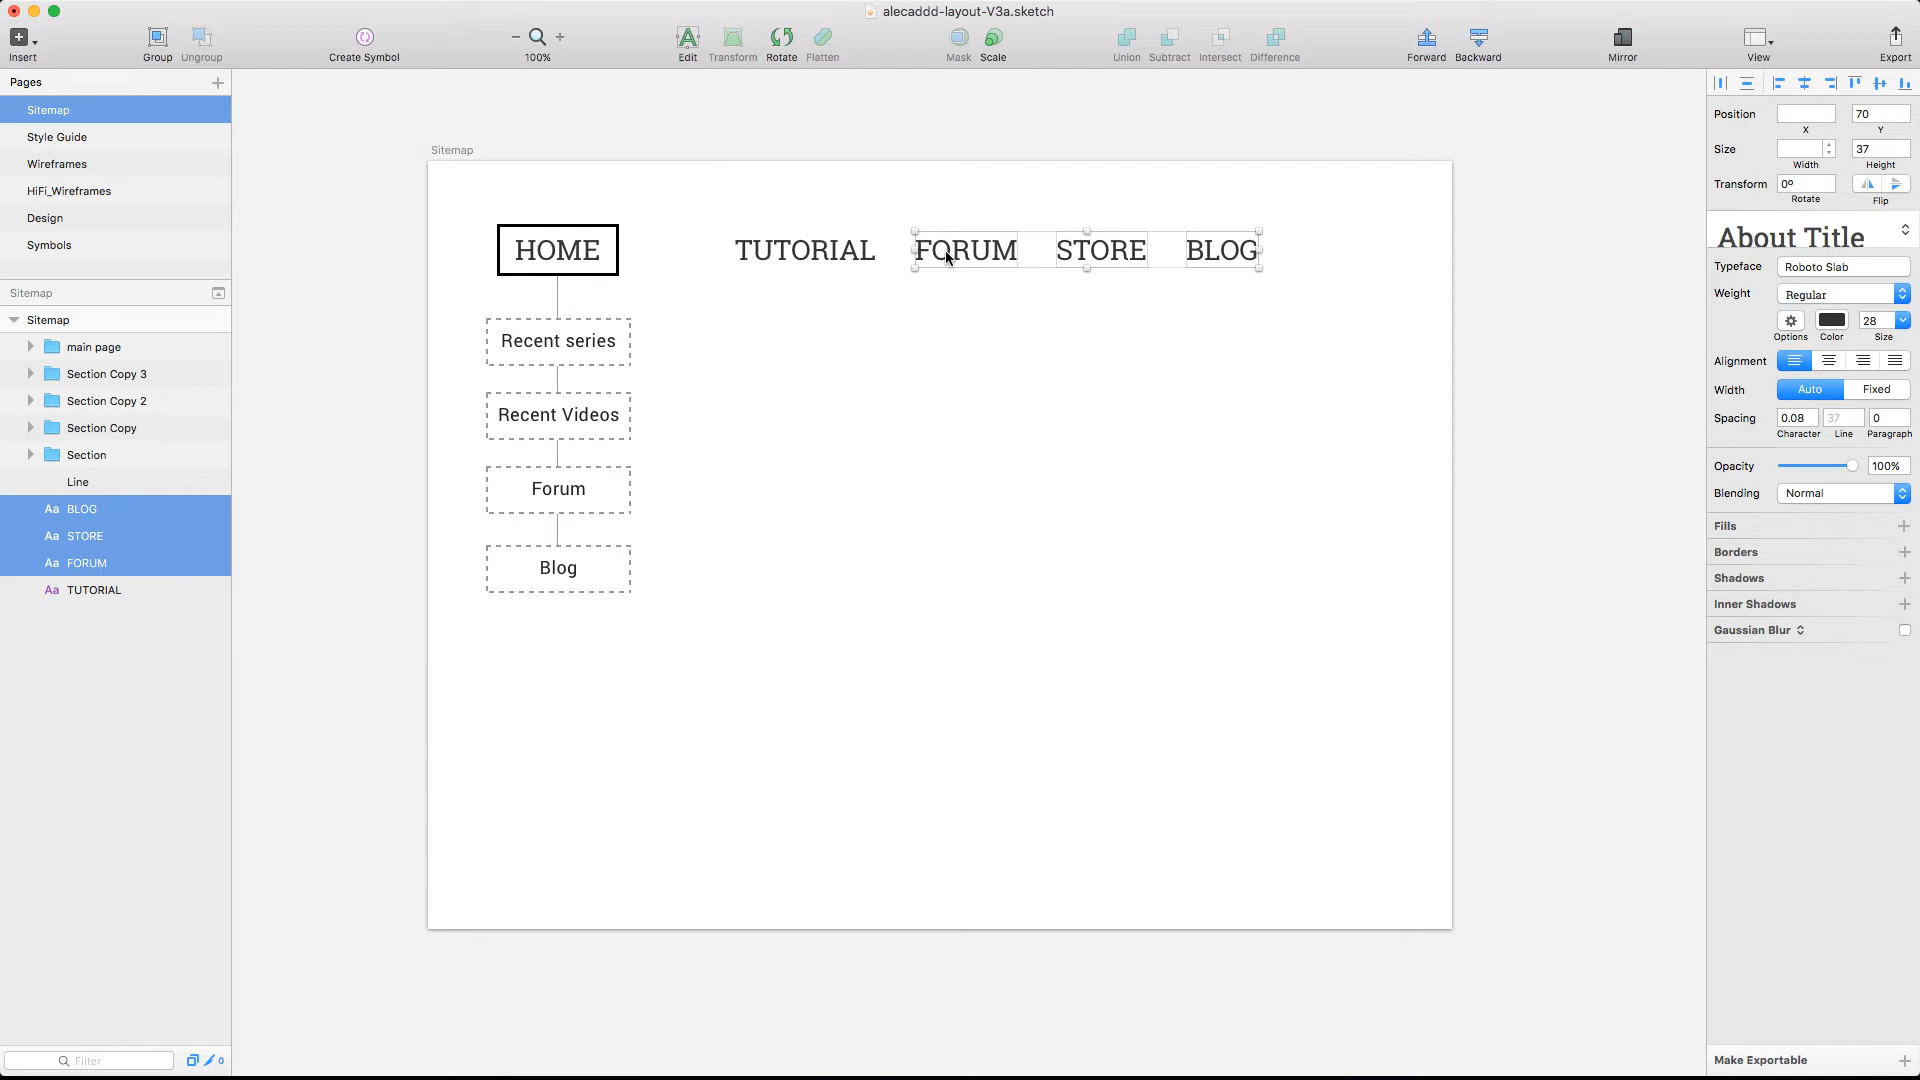 alecaddd-layout-V3a.sketch
Insert
Group
Ungroup
Create Symbol
100%
Edit
Transform
Rotate
Flatten
Mask
Scale
Union
Subtract
Intersect
Difference
Forward
Backward
Mirror
View
Export
Pages
Sitemap
Style Guide
Wireframes
HiFi_Wireframes
Design
Symbols
Sitemap
Sitemap
main page
Section Copy 3
Section Copy 2
Section Copy
Section
Line
Aa BLOG
Aa STORE
Aa FORUM
Aa TUTORIAL
Filter
0
Sitemap
HOME TUTORIAL FORUM STORE BLOG
Recent series
Recent Videos
Forum
Blog
Position 70
X Y
Size 37
Width Height
Transform 0º
Rotate Flip
About Title
Typeface Roboto Slab
Weight Regular
28
Options Color Size
Alignment
Width Auto Fixed
Spacing 0.08 37 0
Character Line Paragraph
Opacity 100%
Blending Normal
Fills
Borders
Shadows
Inner Shadows
Gaussian Blur
Make Exportable